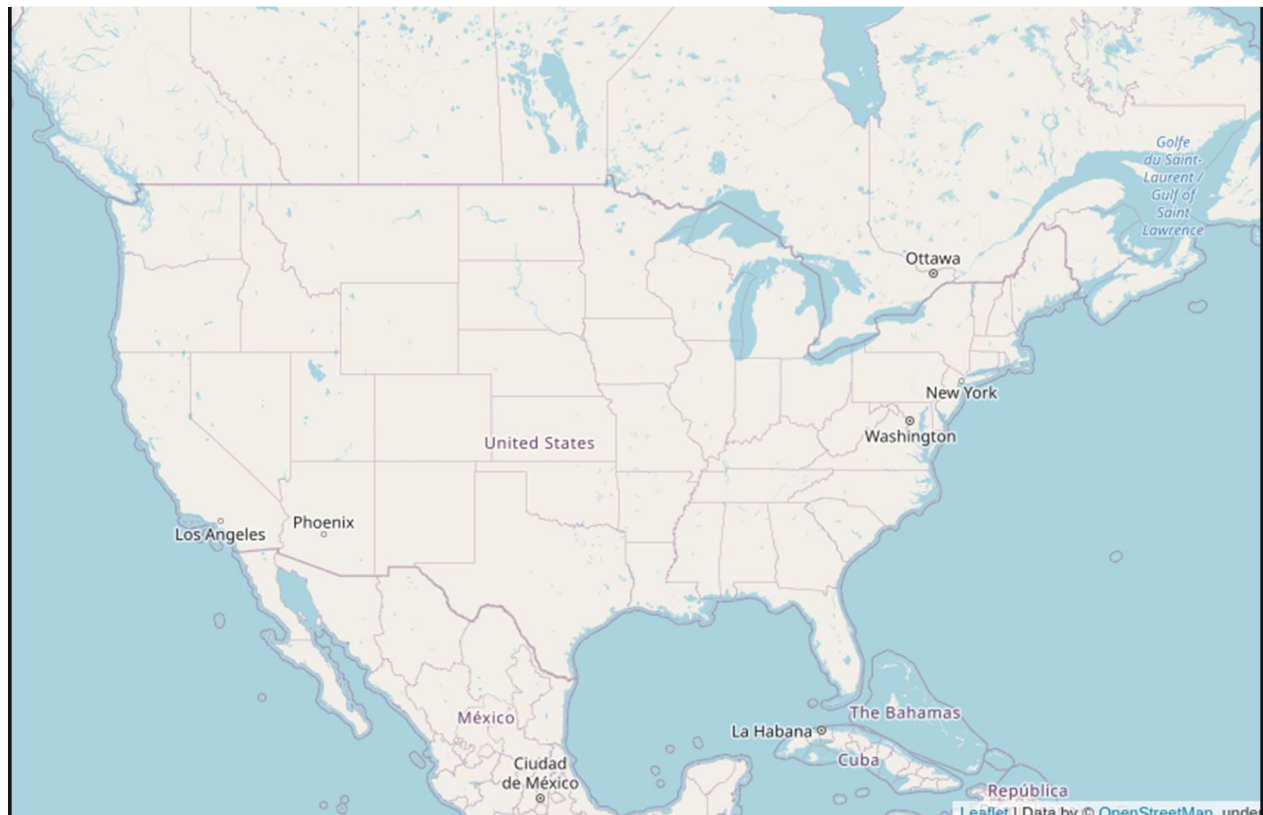 Golfe
du Saint-
Laurent /
Gulf of
Saint
Lawrence
Ottawa
New York
Washington
United States
Los Angeles
Phoenix
México
Ciudad
de México
La Habana
The Bahamas
Cuba
República
Leaflet | Data by © OpenStreetMap, under